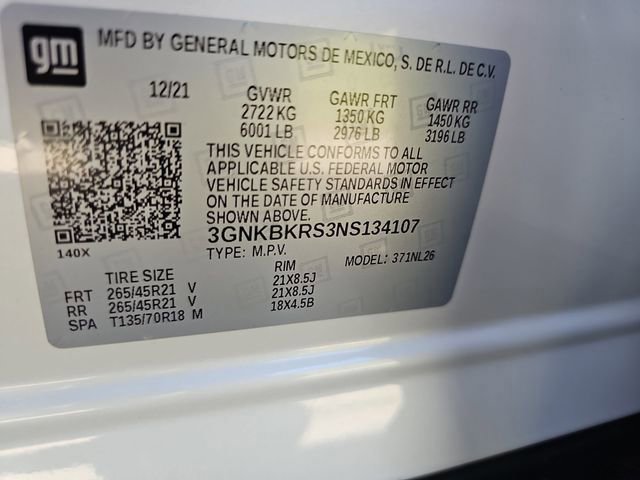 gm
MFD BY GENERAL MOTORS DE MEXICO, S. DE R.L. DE C.V.
12/21 GVWR GAWR FRT GAWR RR
2722 KG 1350 KG 1450 KG
6001 LB 2976 LB 3196 LB
THIS VEHICLE CONFORMS TO ALL
APPLICABLE U.S. FEDERAL MOTOR
VEHICLE SAFETY STANDARDS IN EFFECT
ON THE DATE OF MANUFACTURE
SHOWN ABOVE.
3GNKBKRS3NS134107
140X TYPE: M.P.V. MODEL: 371NL26
TIRE SIZE RIM
FRT 265/45R21 V 21X8.5J
RR 265/45R21 V 21X8.5J
SPA T135/70R18 M 18X4.5B